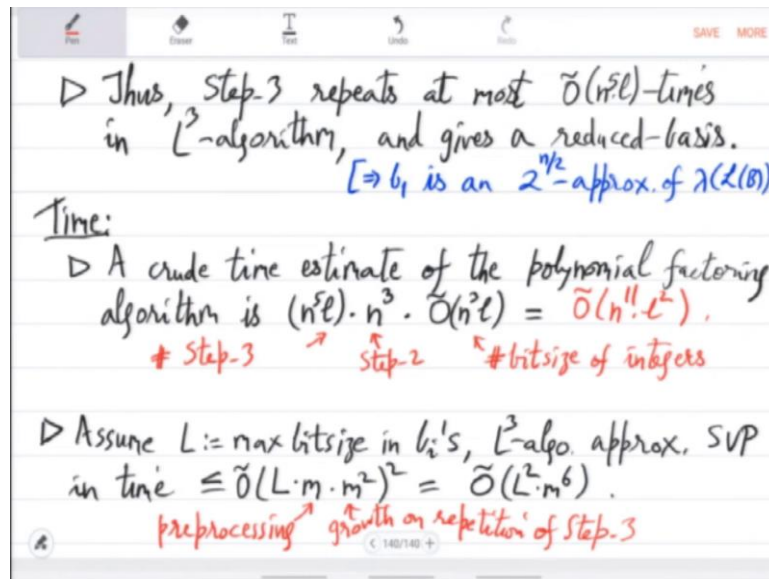 Pen Eraser Text Undo Redo SAVE MORE
▷ Thus, Step-3 repeats at most Õ(n⁵l)-times
in L³-algorithm, and gives a reduced-basis.
[⇒ b₁ is an 2^{n/2}-approx. of λ(L(B))
Time:
▷ A crude time estimate of the polynomial factoring
algorithm is (n⁵l)·n³·Õ(n³l) = Õ(n¹¹·l²).
# Step-3 ↗ ↖ Step-2 ↖ #bitsize of integers
▷ Assume L := max bitsize in bᵢ's, L³-algo. approx. SVP
in time ≤ Õ(L·m·m²)² = Õ(L²·m⁶).
preprocessing ↗ ↖ growth on repetition of Step-3
< 140/140 +